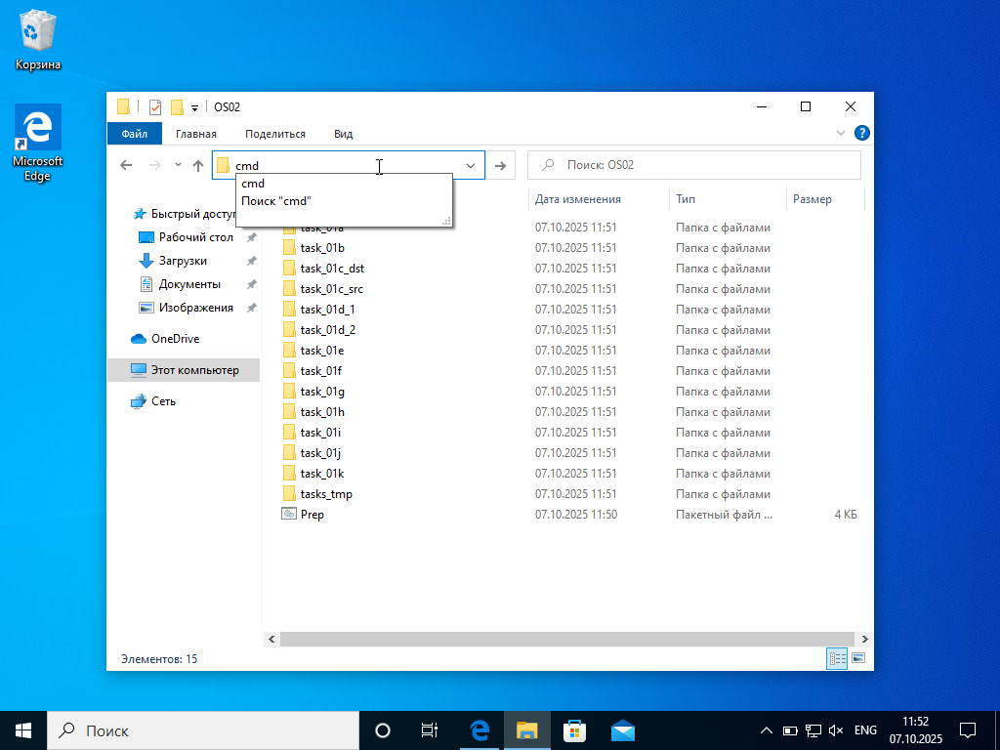 Корзина
Microsoft
Edge
OS02
Файл
Главная
Поделиться
Вид
cmd
Поиск: OS02
cmd
Поиск "cmd"
Дата изменения
Тип
Размер
Быстрый доступ
Рабочий стол
Загрузки
Документы
Изображения
OneDrive
Этот компьютер
Сеть
task_01a 07.10.2025 11:51 Папка с файлами
task_01b 07.10.2025 11:51 Папка с файлами
task_01c_dst 07.10.2025 11:51 Папка с файлами
task_01c_src 07.10.2025 11:51 Папка с файлами
task_01d_1 07.10.2025 11:51 Папка с файлами
task_01d_2 07.10.2025 11:51 Папка с файлами
task_01e 07.10.2025 11:51 Папка с файлами
task_01f 07.10.2025 11:51 Папка с файлами
task_01g 07.10.2025 11:51 Папка с файлами
task_01h 07.10.2025 11:51 Папка с файлами
task_01i 07.10.2025 11:51 Папка с файлами
task_01j 07.10.2025 11:51 Папка с файлами
task_01k 07.10.2025 11:51 Папка с файлами
tasks_tmp 07.10.2025 11:51 Папка с файлами
Prep 07.10.2025 11:50 Пакетный файл ... 4 КБ
Элементов: 15
Поиск
ENG
11:52
07.10.2025